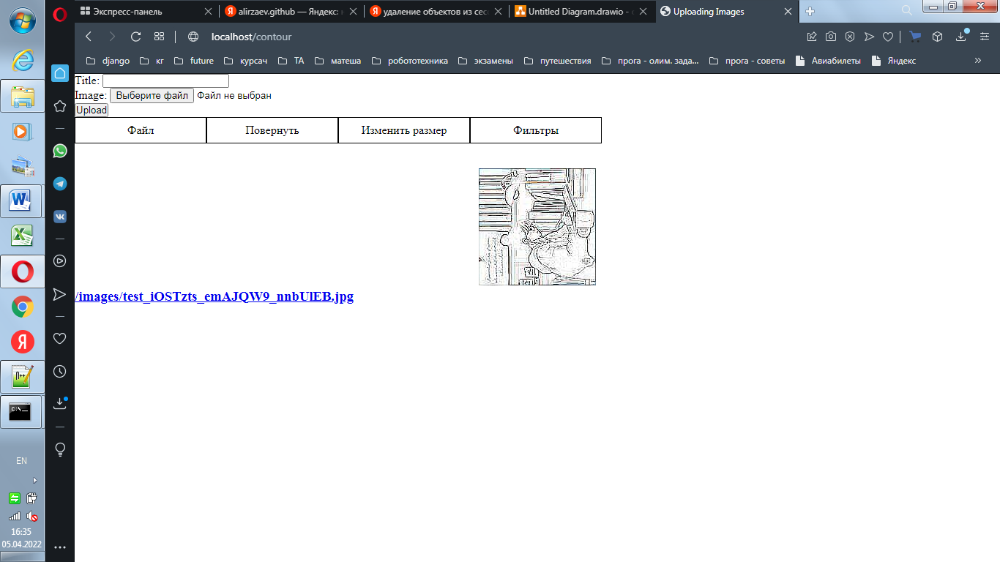 Экспресс-панель
alirzaev.github — Яндекс: н
удаление объектов из сес
Untitled Diagram.drawio -
Uploading Images
localhost/contour
django
кг
future
курсач
ТА
матеша
робототехника
экзамены
путешествия
прога - олим. зада...
прога - советы
Авиабилеты
Яндекс
»
Title:
Image: Выберите файл Файл не выбран
Upload
Файл Повернуть Изменить размер Фильтры
/images/test_iOSTzts_emAJQW9_nnbUlEB.jpg
EN
16:35
05.04.2022